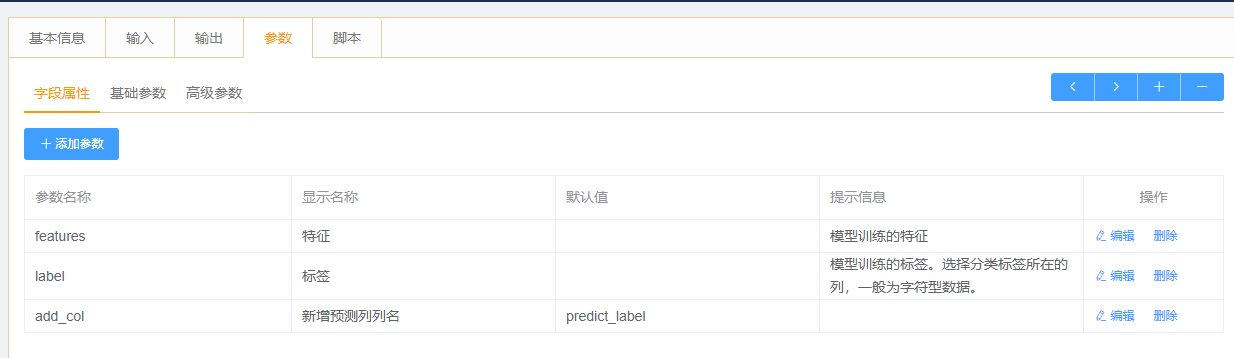 基本信息 输入 输出 参数 脚本
字段属性 基础参数 高级参数
添加参数
参数名称 显示名称 默认值 提示信息 操作
features 特征 模型训练的特征 编辑 删除
label 标签 模型训练的标签。选择分类标签所在的
列，一般为字符型数据。 编辑 删除
add_col 新增预测列列名 predict_label 编辑 删除